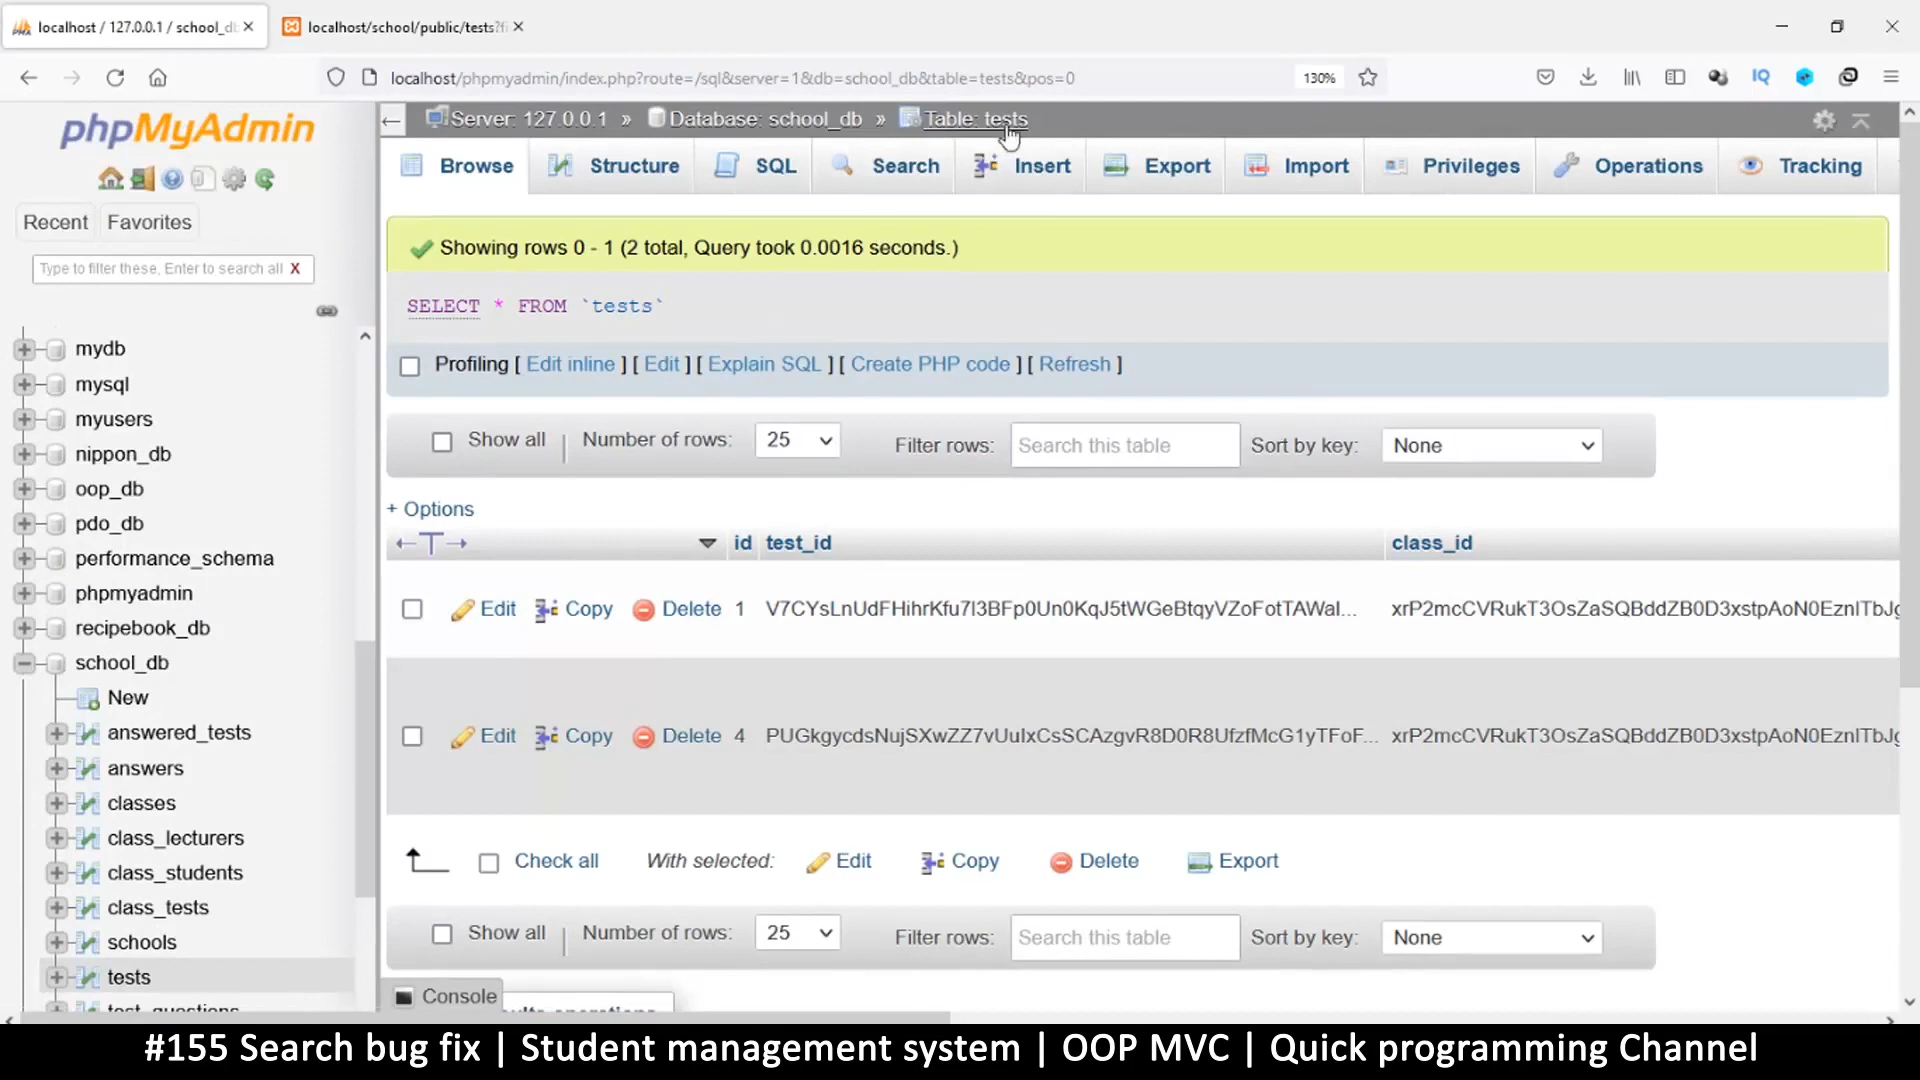 localhost / 127.0.0.1 / school_db
localhost/school/public/tests?fi
localhost/phpmyadmin/index.php?route=/sql&server=1&db=school_db&table=tests&pos=0
130%
phpMyAdmin
Recent
Favorites
Type to filter these, Enter to search all X
mydb
mysql
myusers
nippon_db
oop_db
pdo_db
performance_schema
phpmyadmin
recipebook_db
school_db
New
answered_tests
answers
classes
class_lecturers
class_students
class_tests
schools
tests
test_questions
Server: 127.0.0.1 » Database: school_db » Table: tests
Browse Structure SQL Search Insert Export Import Privileges Operations Tracking
Showing rows 0 - 1 (2 total, Query took 0.0016 seconds.)
SELECT * FROM `tests`
Profiling [ Edit inline ] [ Edit ] [ Explain SQL ] [ Create PHP code ] [ Refresh ]
Show all | Number of rows: 25 Filter rows: Search this table Sort by key: None
+ Options
←T→ id test_id class_id
Edit Copy Delete 1 V7CYsLnUdFHihrKfu7I3BFp0Un0KqJ5tWGeBtqyVZoFotTAWaI... xrP2mcCVRukT3OsZaSQBddZB0D3xstpAoN0EznITbJg
Edit Copy Delete 4 PUGkgycdsNujSXwZZ7vUuIxCsSCAzgvR8D0R8UfzfMcG1yTFoF... xrP2mcCVRukT3OsZaSQBddZB0D3xstpAoN0EznITbJg
Check all With selected: Edit Copy Delete Export
Show all | Number of rows: 25 Filter rows: Search this table Sort by key: None
Console
#155 Search bug fix | Student management system | OOP MVC | Quick programming Channel